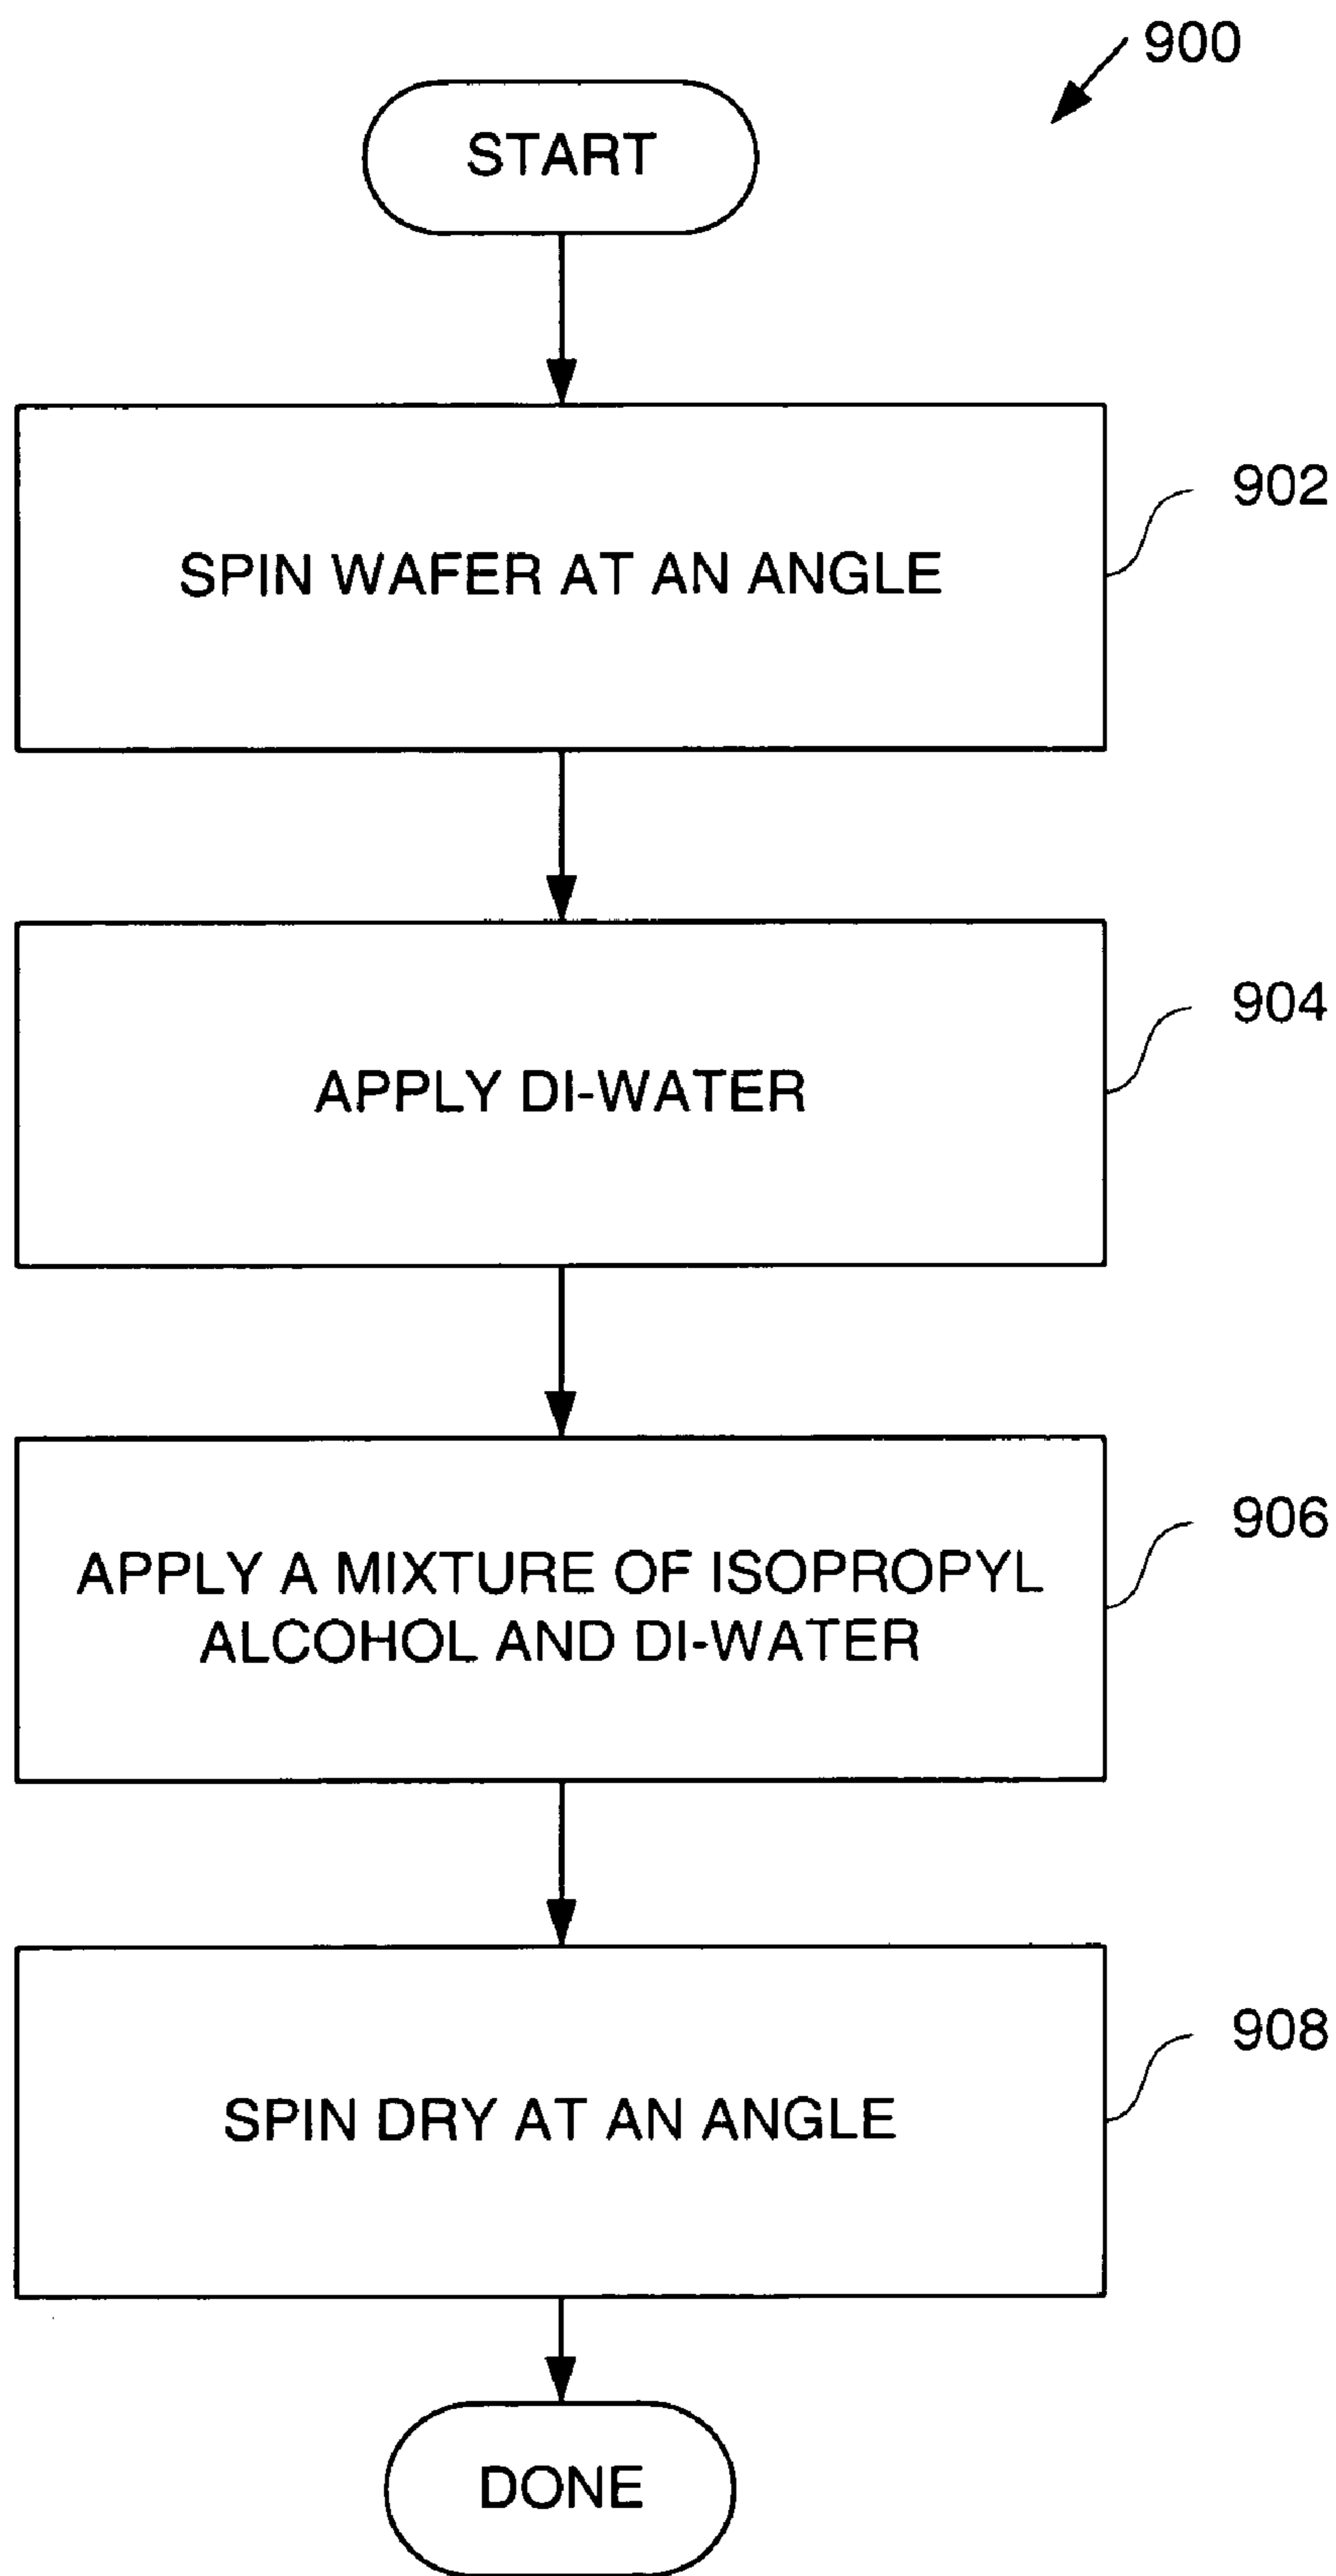 900
START
SPIN WAFER AT AN ANGLE
902
APPLY DI-WATER
904
APPLY A MIXTURE OF ISOPROPYL
ALCOHOL AND DI-WATER
906
SPIN DRY AT AN ANGLE
908
DONE